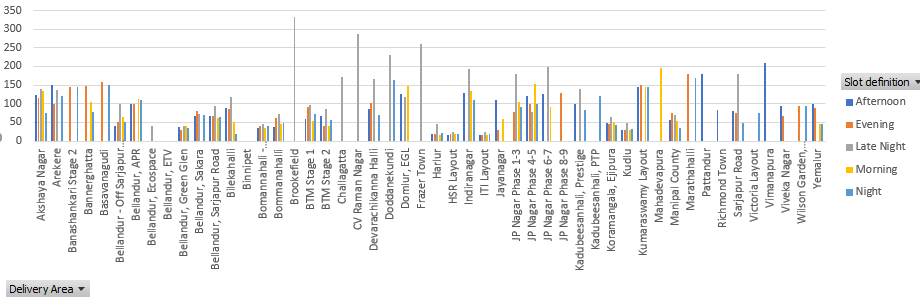 350
300
250
200
150
100
50
0
0
Akshaya Nagar
Arekere
Banashankari Stage 2
Bannerghatta
Basavagudi
Bellandur - Off Sarjapur…
Bellandur, APR
Bellandur, Ecospace
Bellandur, ETV
Bellandur, Green Glen
Bellandur, Sakara
Bellandur, Sarjapur Road
Bilekahalli
Binnipet
Bomannahali -…
Bommanahalli
Brookefield
BTM Stage 1
BTM Stage 2
Challagatta
CV Raman Nagar
Devarachikanna Halli
Doddanekundi
Domlur, EGL
Frazer Town
Harlur
HSR Layout
Indiranagar
ITI Layout
Jayanagar
JP Nagar Phase 1-3
JP Nagar Phase 4-5
JP Nagar Phase 6-7
JP Nagar Phase 8-9
Kadubeesanhali, Prestige
Kadubeesanhali, PTP
Koramangala, Ejipura
Kudlu
Kumaraswamy Layout
Mahadevapura
Manipal County
Marathahalli
Pattandur
Richmond Town
Sarjapur Road
Victoria Layout
Vimanapura
Viveka Nagar
Wilson Garden,…
Yemalur
Slot definition
Afternoon
Evening
Late Night
Morning
Night
Delivery Area